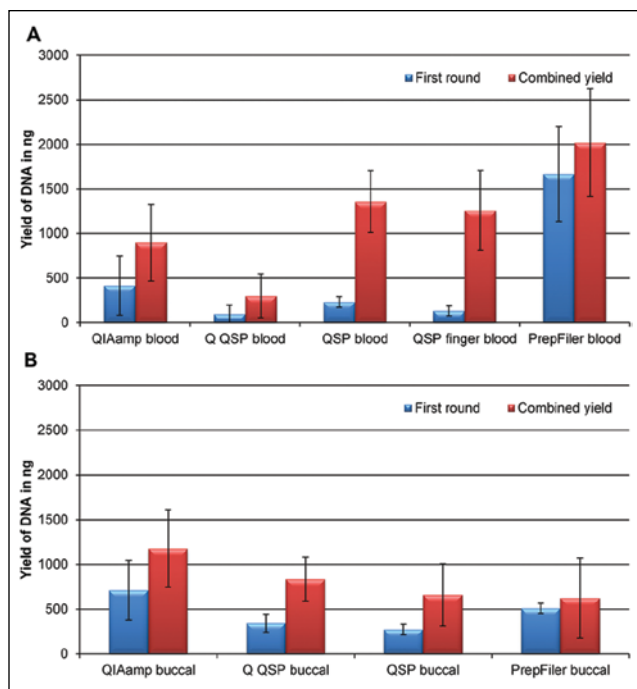 A
3000
First round Combined yield
2500
2000
1500
1000
500
0
Yield of DNA in ng
QIAamp blood Q QSP blood QSP blood QSP finger blood PrepFiler blood
B
3000
First round Combined yield
2500
2000
1500
1000
500
0
Yield of DNA in ng
QIAamp buccal Q QSP buccal QSP buccal PrepFiler buccal